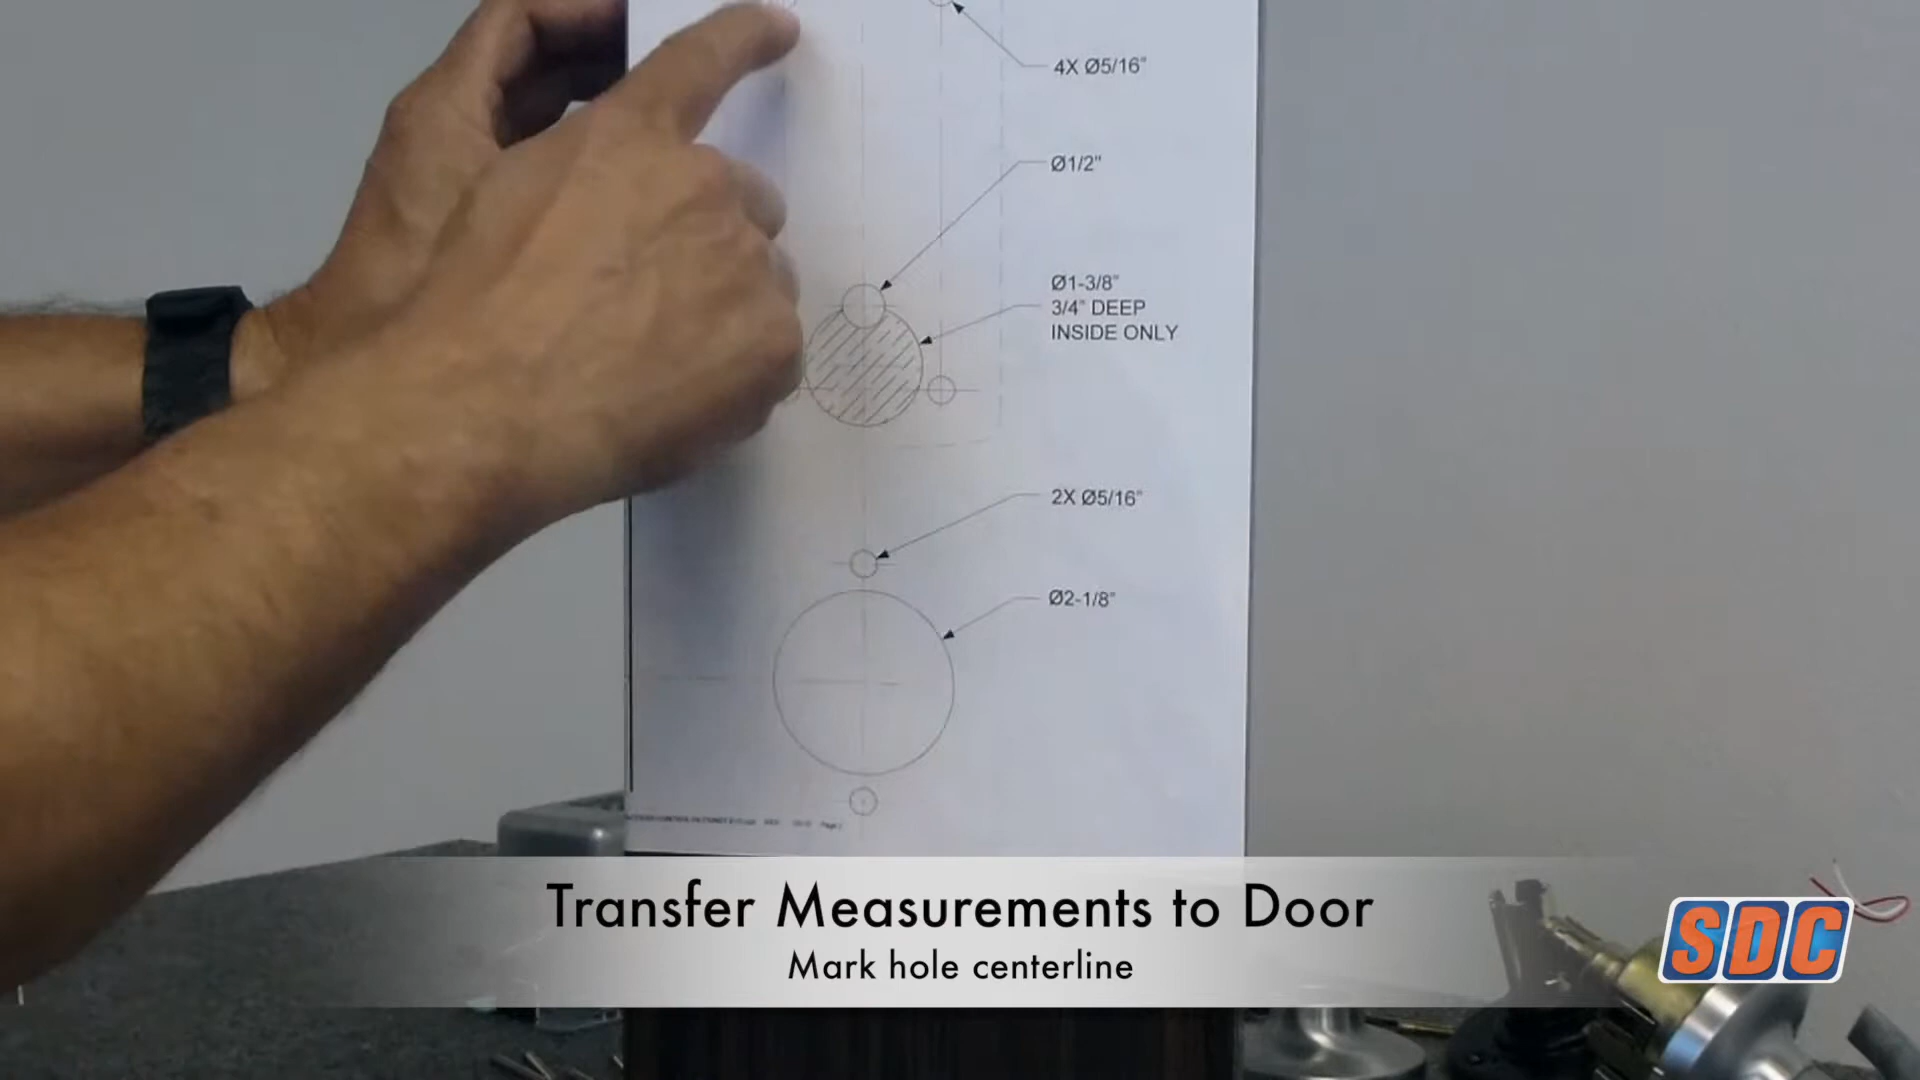 4X Ø5/16"
Ø1/2"
Ø1-3/8"
3/4" DEEP
INSIDE ONLY
2X Ø5/16"
Ø2-1/8"
Transfer Measurements to Door
Mark hole centerline
SDC